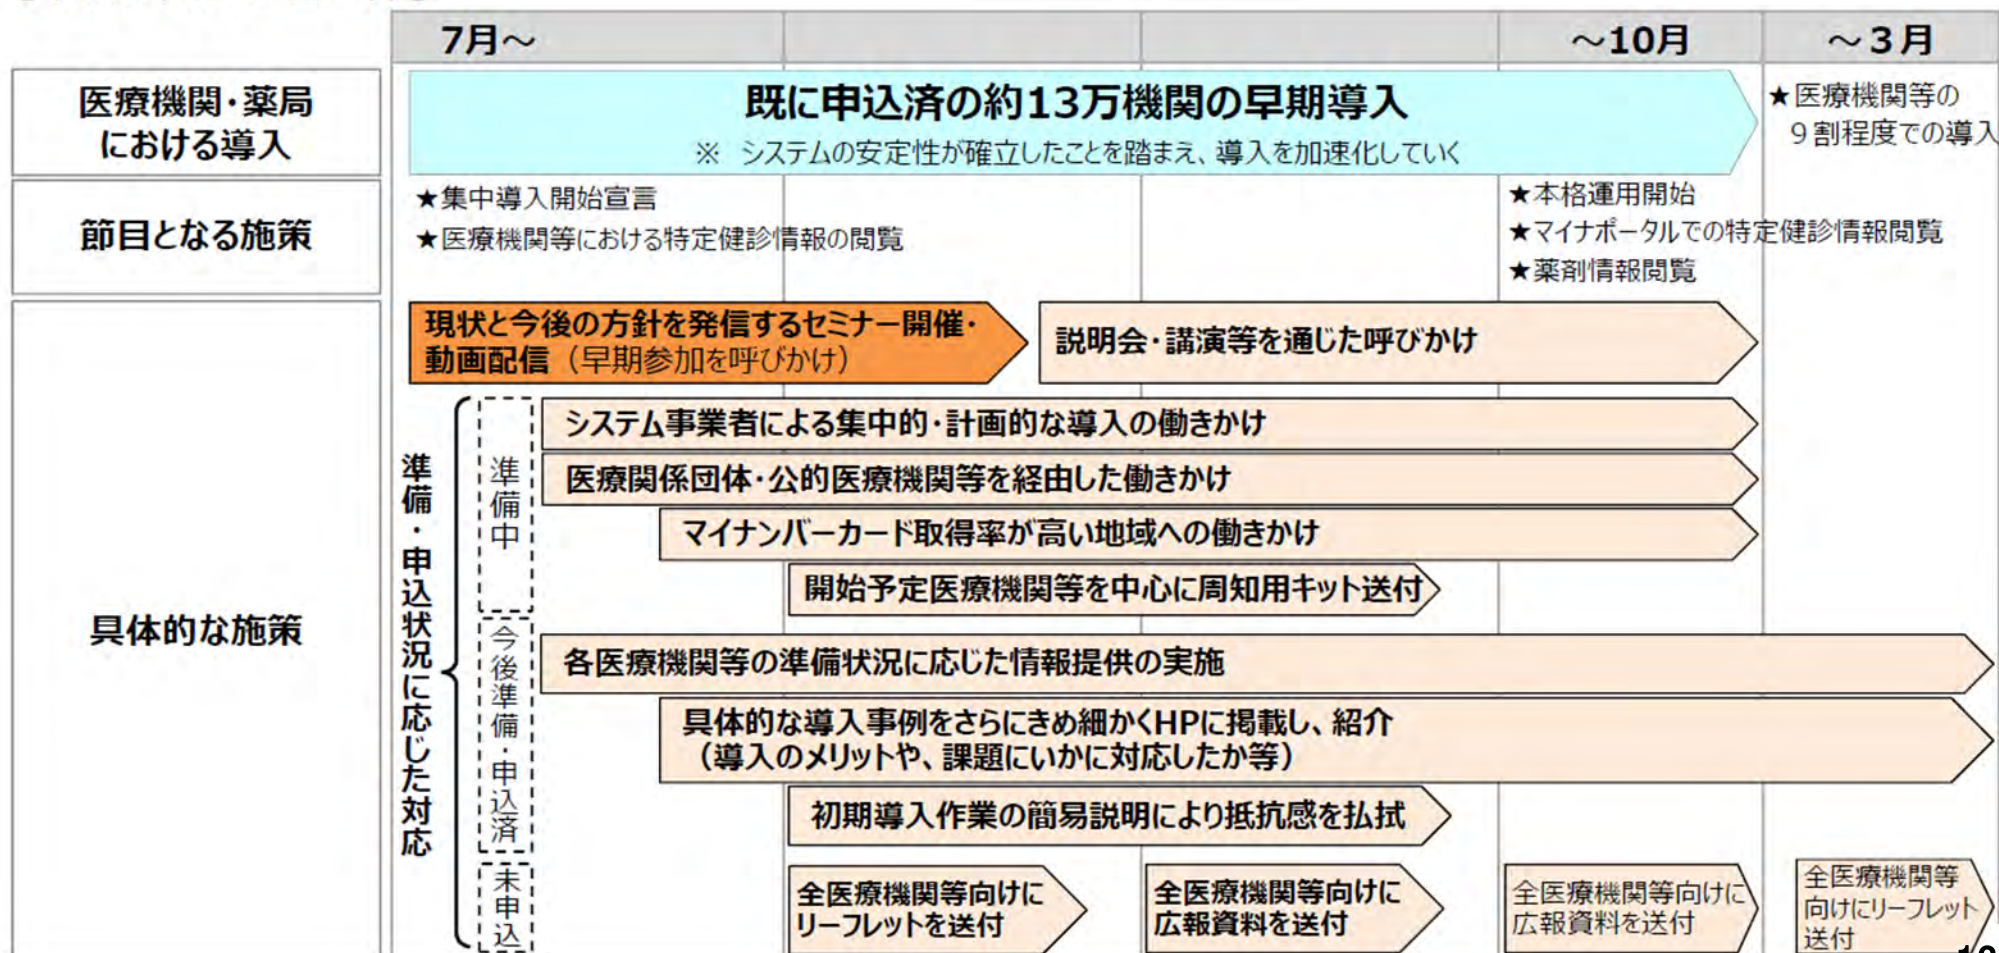 7月～
～10月
～3月
医療機関・薬局
における導入
既に申込済の約13万機関の早期導入
※ システムの安定性が確立したことを踏まえ、導入を加速化していく
★医療機関等の
9割程度での導入
節目となる施策
★集中導入開始宣言
★医療機関等における特定健診情報の閲覧
★本格運用開始
★マイナポータルでの特定健診情報閲覧
★薬剤情報閲覧
具体的な施策
現状と今後の方針を発信するセミナー開催・
動画配信（早期参加を呼びかけ）
説明会・講演等を通じた呼びかけ
準備・申込状況に応じた対応
準備中
システム事業者による集中的・計画的な導入の働きかけ
医療関係団体・公的医療機関等を経由した働きかけ
マイナンバーカード取得率が高い地域への働きかけ
開始予定医療機関等を中心に周知用キット送付
今後準備・申込済
各医療機関等の準備状況に応じた情報提供の実施
具体的な導入事例をさらにきめ細かくHPに掲載し、紹介
（導入のメリットや、課題にいかに対応したか等）
初期導入作業の簡易説明により抵抗感を払拭
未申込
全医療機関等向けに
リーフレットを送付
全医療機関等向けに
広報資料を送付
全医療機関等向けに
広報資料を送付
全医療機関等
向けにリーフレット
送付